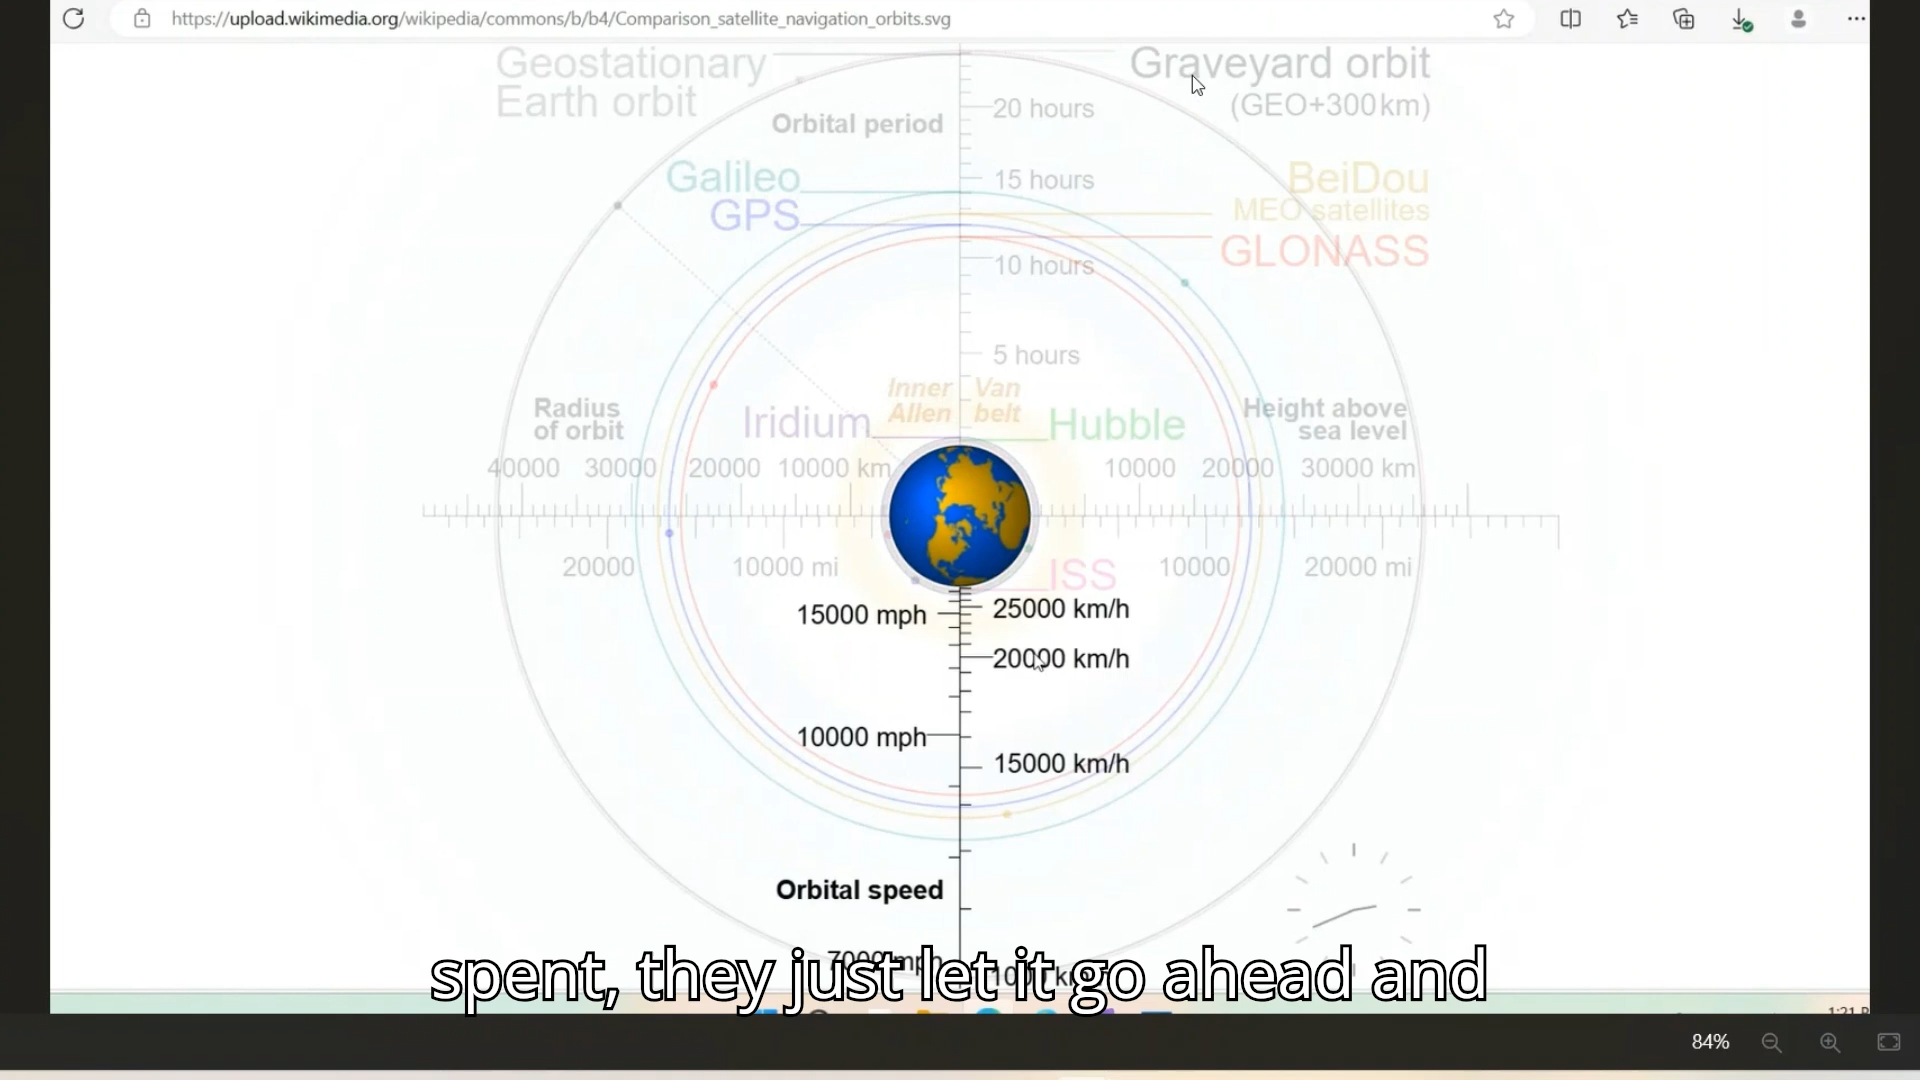 https://upload.wikimedia.org/wikipedia/commons/b/b4/Comparison_satellite_navigation_orbits.svg
Geostationary
Earth orbit
Graveyard orbit
(GEO+300km)
Orbital period
20 hours
15 hours
10 hours
5 hours
Galileo
GPS
BeiDou
MEO satellites
GLONASS
Inner Van
Allen belt
Iridium
Hubble
Radius
of orbit
Height above
sea level
40000 30000 20000 10000 km
10000 20000 30000 km
20000 10000 mi
10000 20000 mi
ISS
15000 mph
25000 km/h
20000 km/h
10000 mph
15000 km/h
Orbital speed
7000 mph
spent, they just let it go ahead and
84%